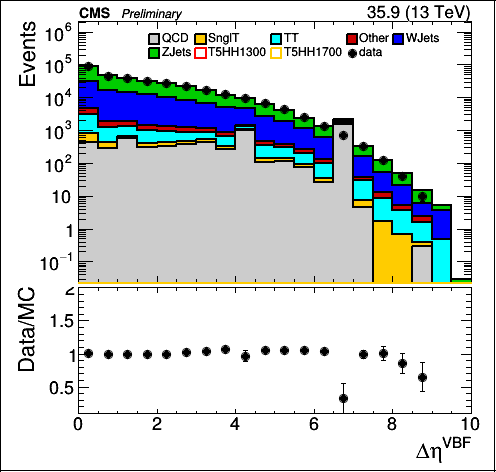 CMS Preliminary 35.9 (13 TeV)
QCD SnglT TT Other WJets
ZJets T5HH1300 T5HH1700 data
Events
10⁶
10⁵
10⁴
10³
10²
10
1
10⁻¹
Data/MC
2
1.5
1
0.5
0 2 4 6 8 10
Δη^VBF